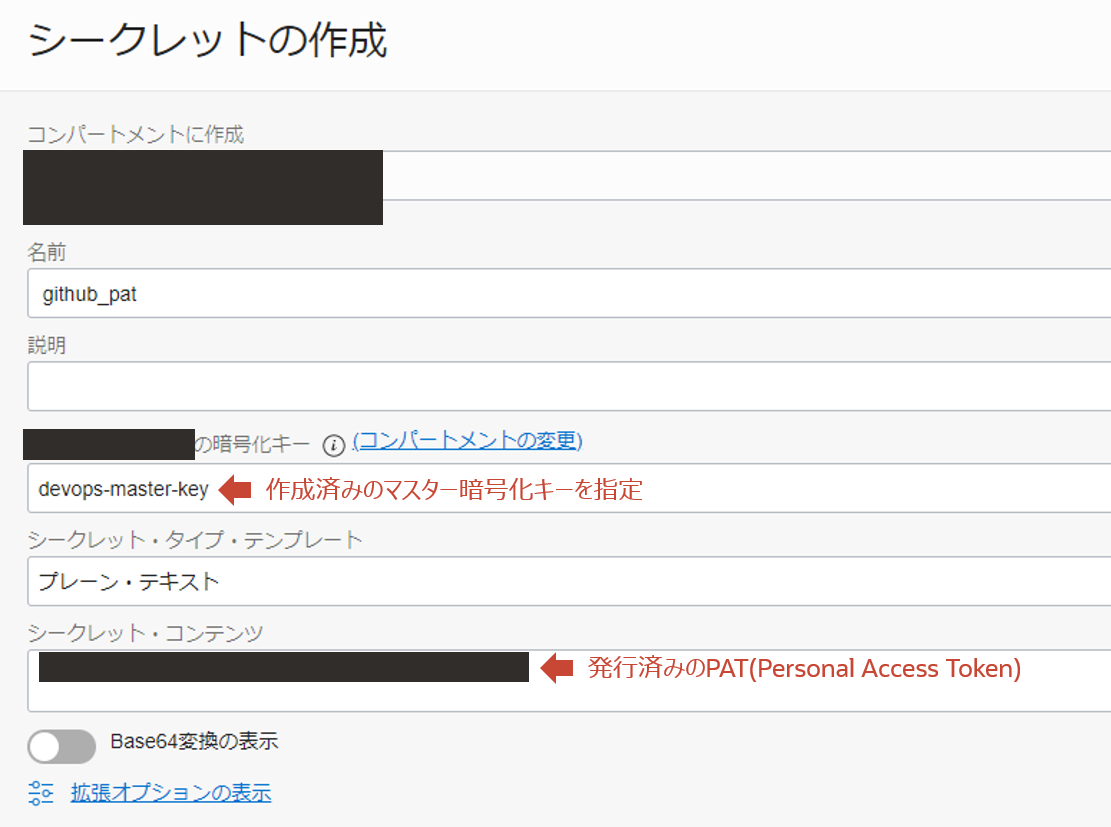 シークレットの作成
コンパートメントに作成
名前
github_pat
説明
の暗号化キー (コンパートメントの変更)
devops-master-key 作成済みのマスター暗号化キーを指定
シークレット・タイプ・テンプレート
プレーン・テキスト
シークレット・コンテンツ
発行済みのPAT(Personal Access Token)
Base64変換の表示
拡張オプションの表示